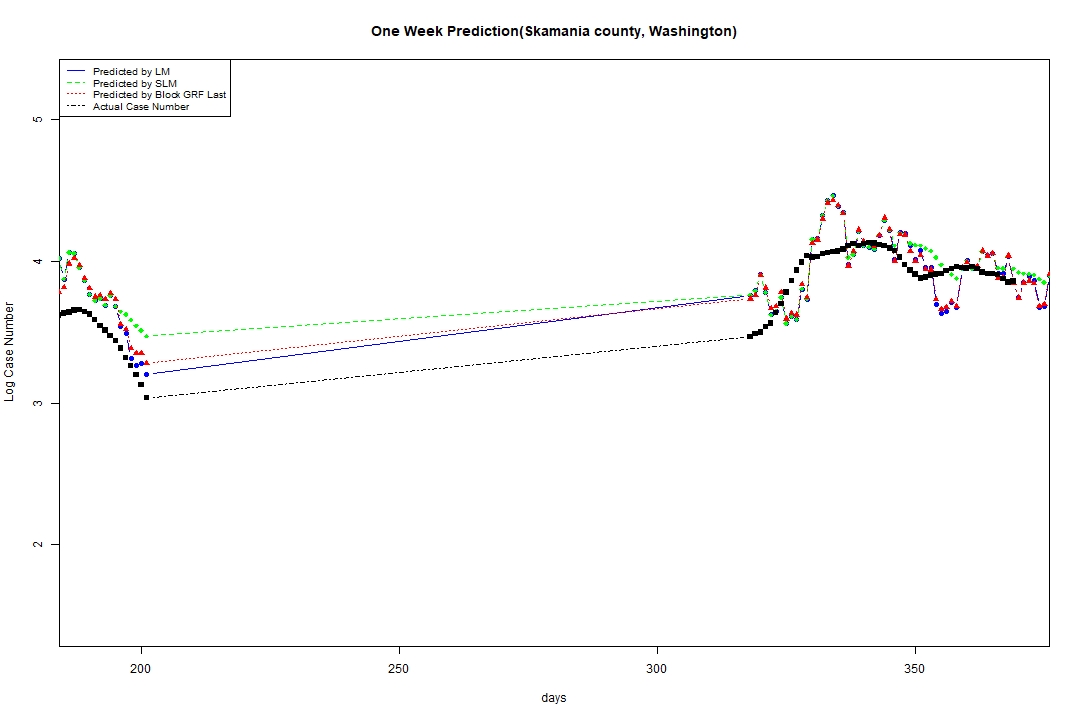 One Week Prediction(Skamania county, Washington)
Predicted by LM
Predicted by SLM
Predicted by Block GRF Last
Actual Case Number
5
4
3
2
Log Case Number
200 250 300 350
days